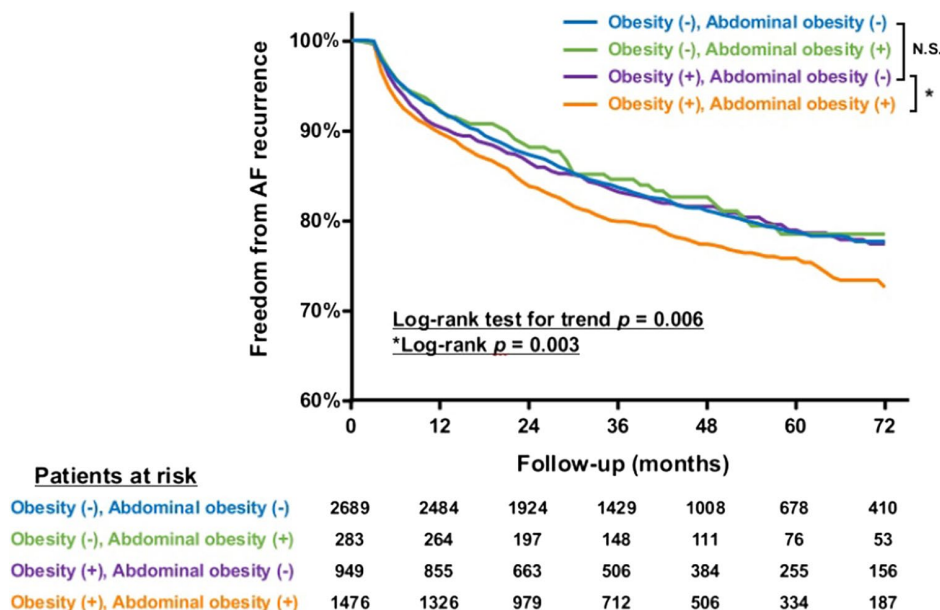 Freedom from AF recurrence
100%
90%
80%
70%
60%
Obesity (-), Abdominal obesity (-)
Obesity (-), Abdominal obesity (+)
Obesity (+), Abdominal obesity (-)
Obesity (+), Abdominal obesity (+)
N.S.
*
Log-rank test for trend p = 0.006
*Log-rank p = 0.003
0 12 24 36 48 60 72
Follow-up (months)
Patients at risk
Obesity (-), Abdominal obesity (-) 2689 2484 1924 1429 1008 678 410
Obesity (-), Abdominal obesity (+) 283 264 197 148 111 76 53
Obesity (+), Abdominal obesity (-) 949 855 663 506 384 255 156
Obesity (+), Abdominal obesity (+) 1476 1326 979 712 506 334 187